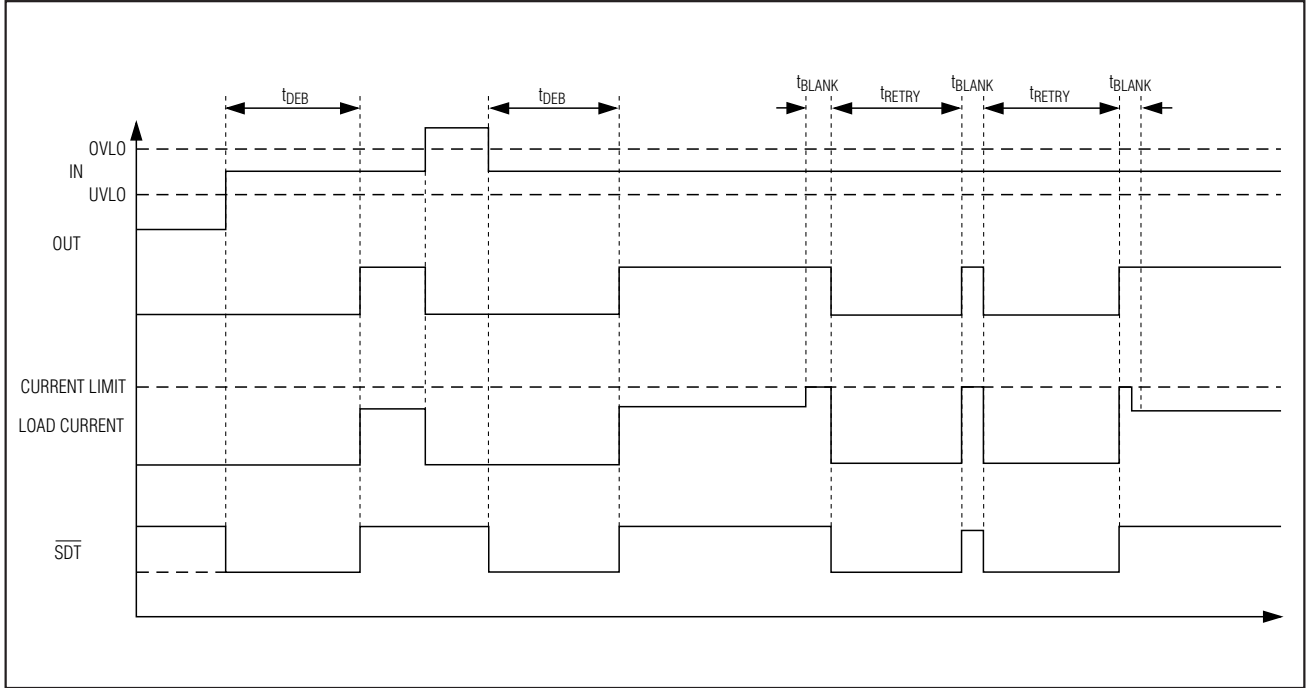 tDEB
tDEB
tBLANK
tRETRY
tBLANK
tRETRY
tBLANK
OVLO
IN
UVLO
OUT
CURRENT LIMIT
LOAD CURRENT
SDT